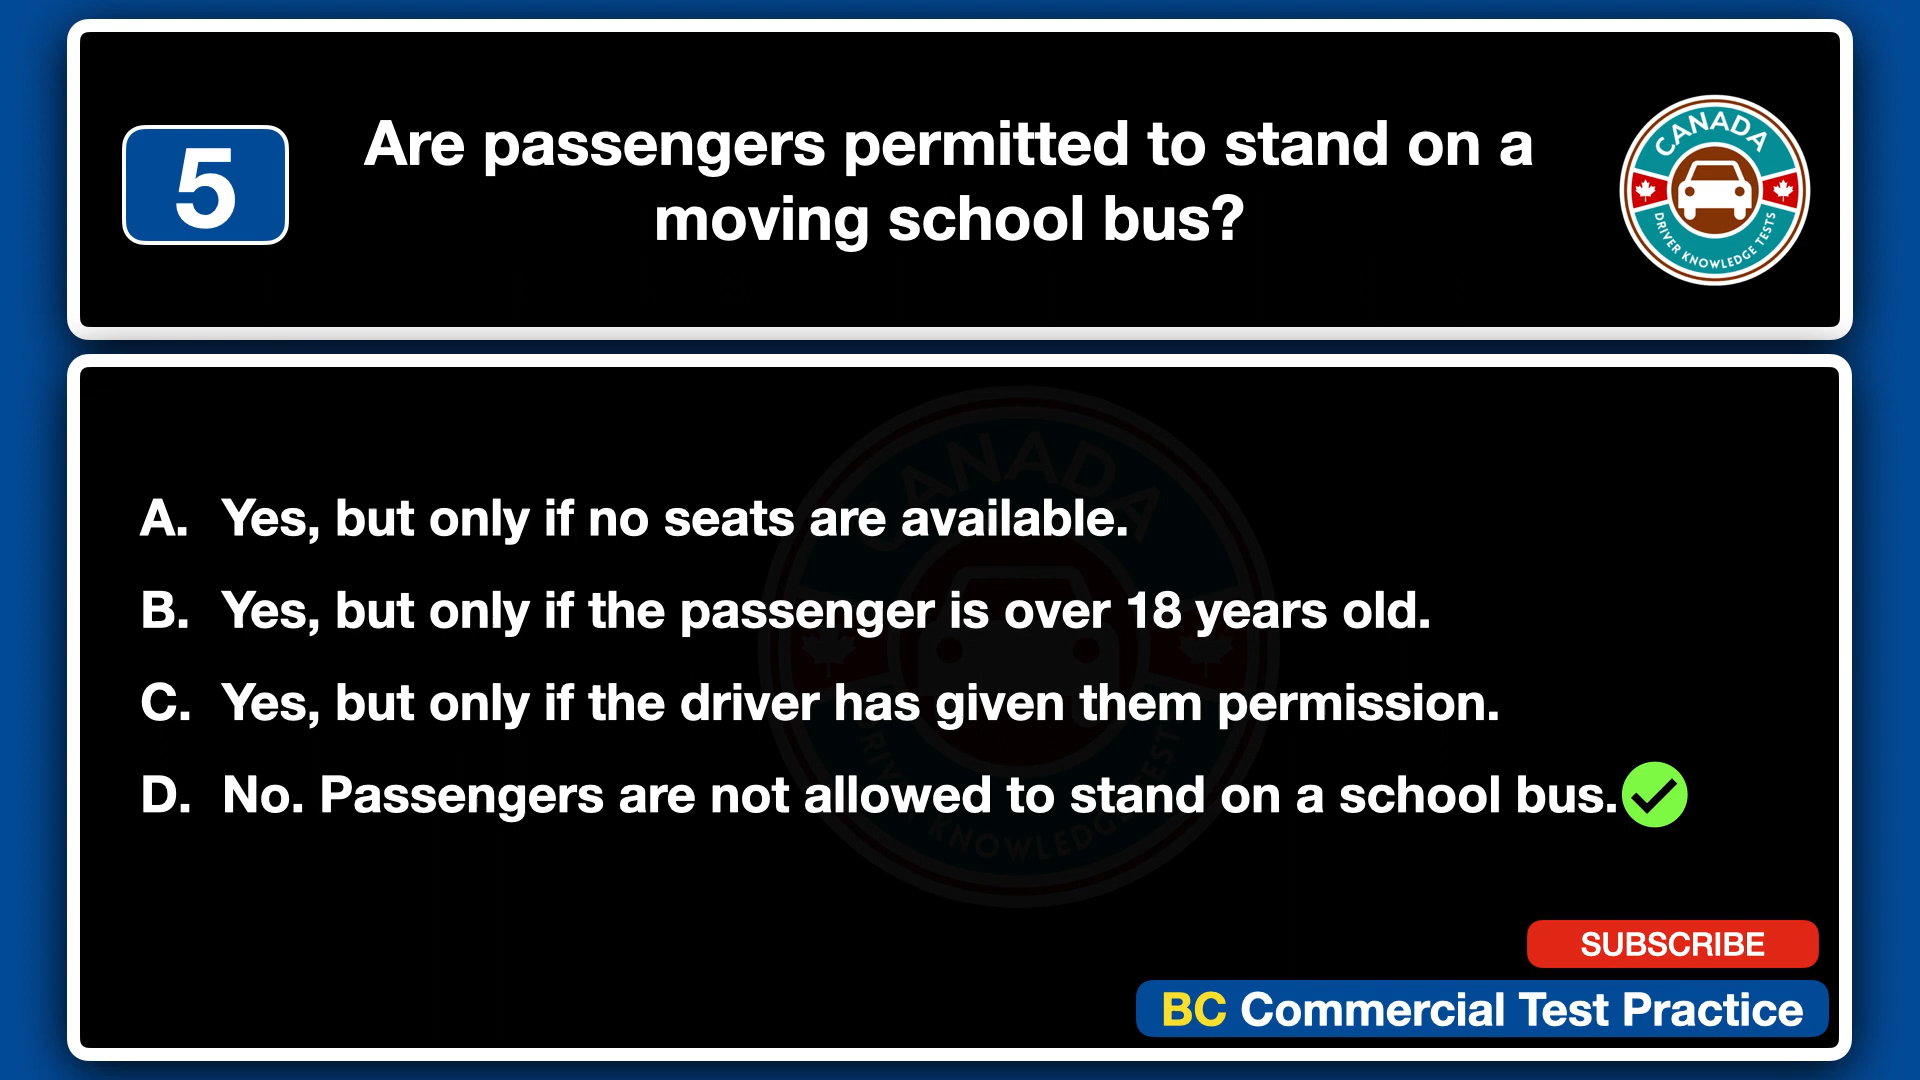 5
Are passengers permitted to stand on a
moving school bus?
CANADA
DRIVER KNOWLEDGE TESTS
A. Yes, but only if no seats are available.
B. Yes, but only if the passenger is over 18 years old.
C. Yes, but only if the driver has given them permission.
D. No. Passengers are not allowed to stand on a school bus.
CANADA
SUBSCRIBE
BC Commercial Test Practice